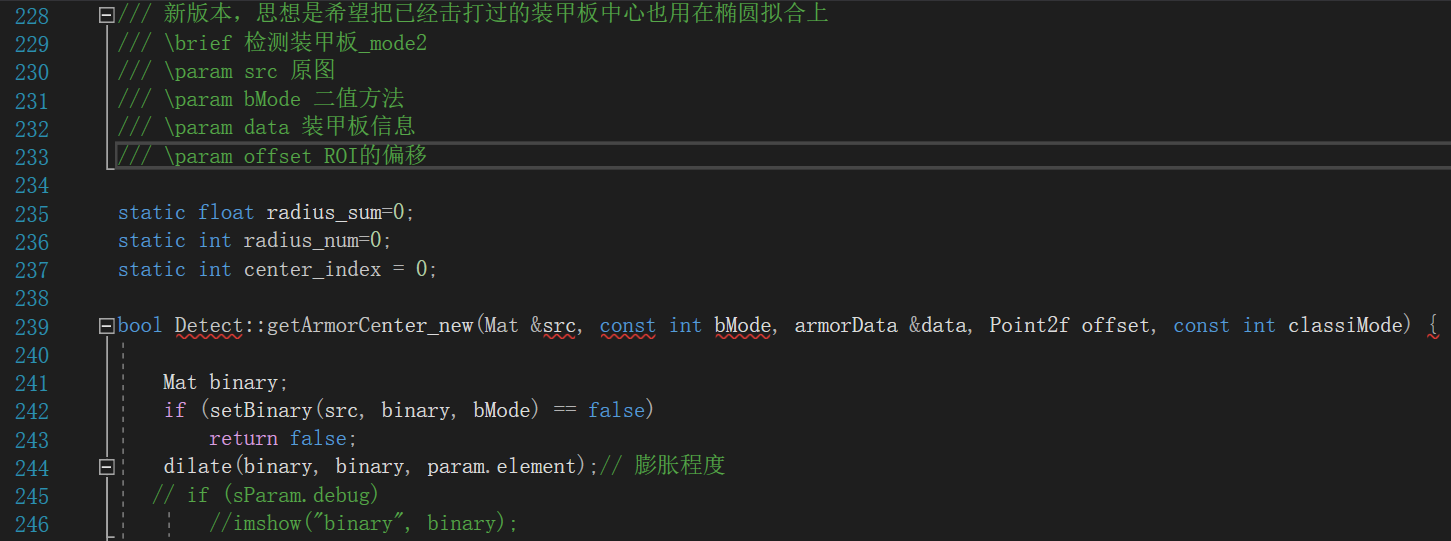 228 /// 新版本，思想是希望把已经击打过的装甲板中心也用在椭圆拟合上
229 /// \brief 检测装甲板_mode2
230 /// \param src 原图
231 /// \param bMode 二值方法
232 /// \param data 装甲板信息
233 /// \param offset ROI的偏移
234
235 static float radius_sum=0;
236 static int radius_num=0;
237 static int center_index = 0;
238
239 bool Detect::getArmorCenter_new(Mat &src, const int bMode, armorData &data, Point2f offset, const int classiMode) {
240
241 Mat binary;
242 if (setBinary(src, binary, bMode) == false)
243 return false;
244 dilate(binary, binary, param.element);// 膨胀程度
245 // if (sParam.debug)
246 //imshow("binary", binary);